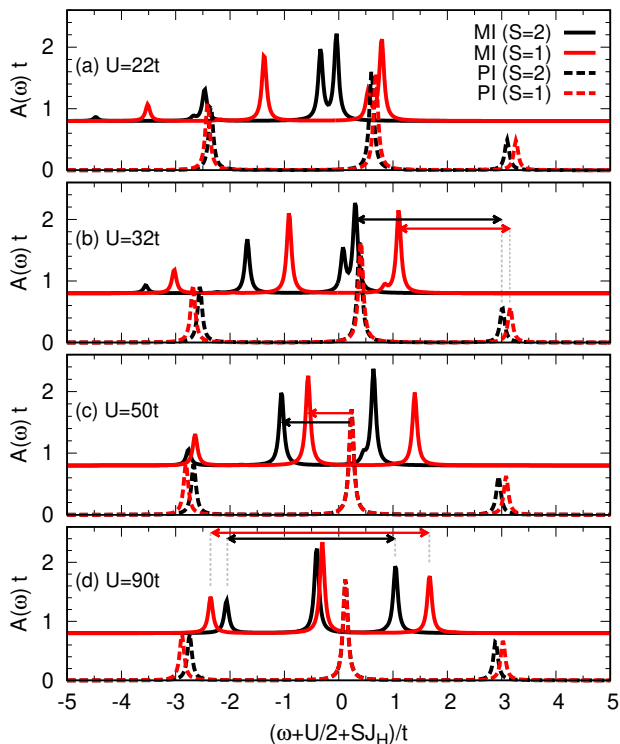 MI (S=2)
MI (S=1)
PI (S=2)
PI (S=1)
A(ω) t
2
1
0
(a) U=22t
A(ω) t
2
1
0
(b) U=32t
A(ω) t
2
1
0
(c) U=50t
A(ω) t
2
1
0
(d) U=90t
-5 -4 -3 -2 -1 0 1 2 3 4 5
(ω+U/2+SJ_H)/t